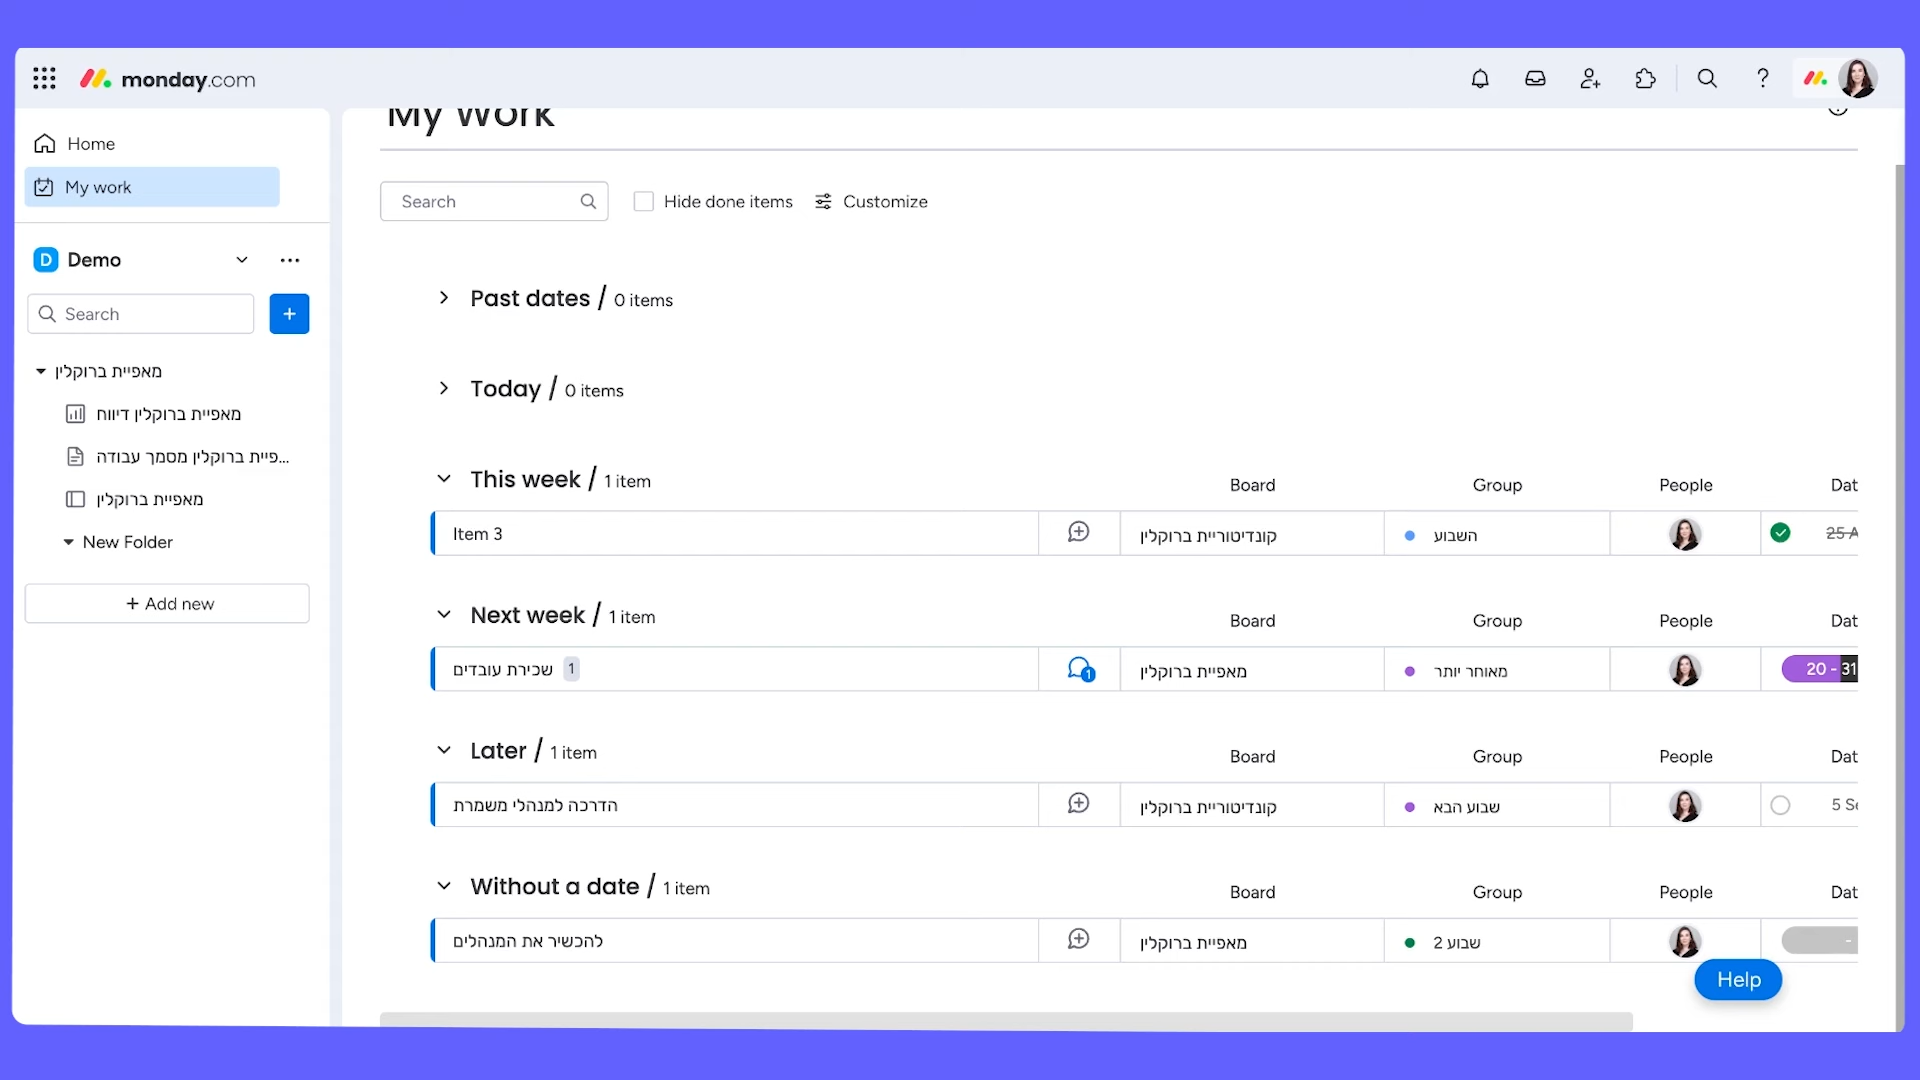 monday.com
My Work
Home
My work
Search
Hide done items
Customize
D Demo
Search
+
Past dates / 0 items
מאפיית ברוקלין
Today / 0 items
מאפיית ברוקלין דיווח
...פיית ברוקלין מסמך עבודה
This week / 1 item
Board Group People Dat
מאפיית ברוקלין
Item 3 קונדיטוריית ברוקלין השבוע 25 A
New Folder
+ Add new
Next week / 1 item
Board Group People Dat
שכירת עובדים 1 1 מאפיית ברוקלין מאוחר יותר 20 - 31
Later / 1 item
Board Group People Dat
הדרכה למנהלי משמרת קונדיטוריית ברוקלין שבוע הבא 5 Se
Without a date / 1 item
Board Group People Dat
להכשיר את המנהלים מאפיית ברוקלין שבוע 2 -
Help